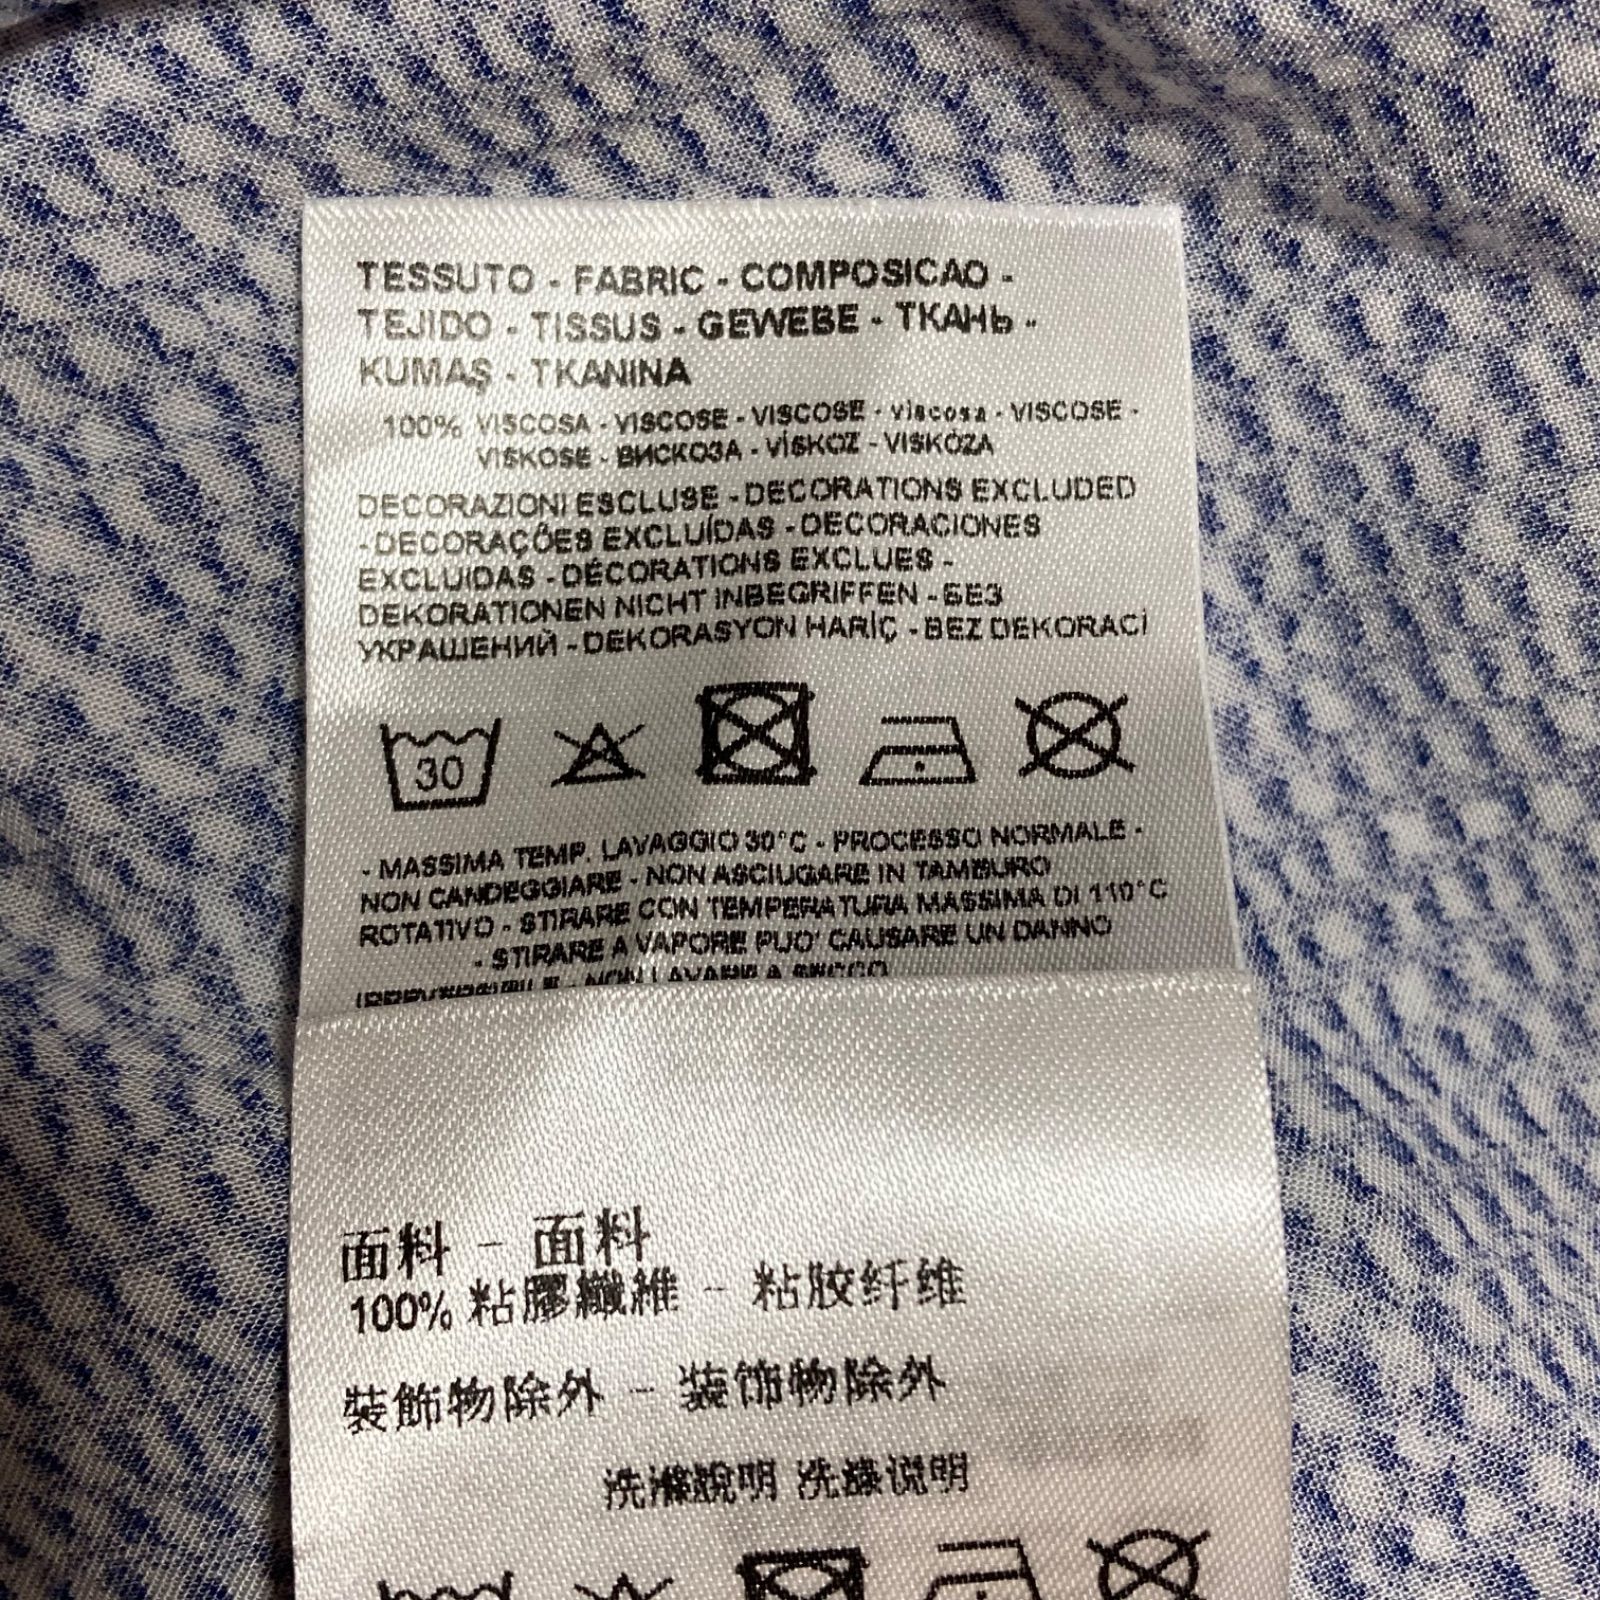 TESSUTO - FABRIC - COMPOSICAO -
TEJIDO - TISSUS - GEWEBE - ТКАНЬ -
KUMAŞ - TKANINA
100% VISCOSA - VISCOSE - VISCOSE - viscosa - VISCOSE -
VISKOSE - ВИСКОЗА - VİSKOZ - VISKÓZA
DECORAZIONI ESCLUSE - DECORATIONS EXCLUDED
- DECORAÇÕES EXCLUÍDAS - DECORACIONES
EXCLUIDAS - DÉCORATIONS EXCLUES -
DEKORATIONEN NICHT INBEGRIFFEN - БЕЗ
УКРАШЕНИЙ - DEKORASYON HARİÇ - BEZ DEKORACİ
30
- MASSIMA TEMP. LAVAGGIO 30°C - PROCESSO NORMALE -
NON CANDEGGIARE - NON ASCIUGARE IN TAMBURO
ROTATIVO - STIRARE CON TEMPERATURA MASSIMA DI 110°C
- STIRARE A VAPORE PUO' CAUSARE UN DANNO
IRREVERSIBILE - NON LAVARE A SECCO
面料 - 面料
100% 粘膠纖維 - 粘胶纤维
裝飾物除外 - 装饰物除外
洗滌說明 洗涤说明